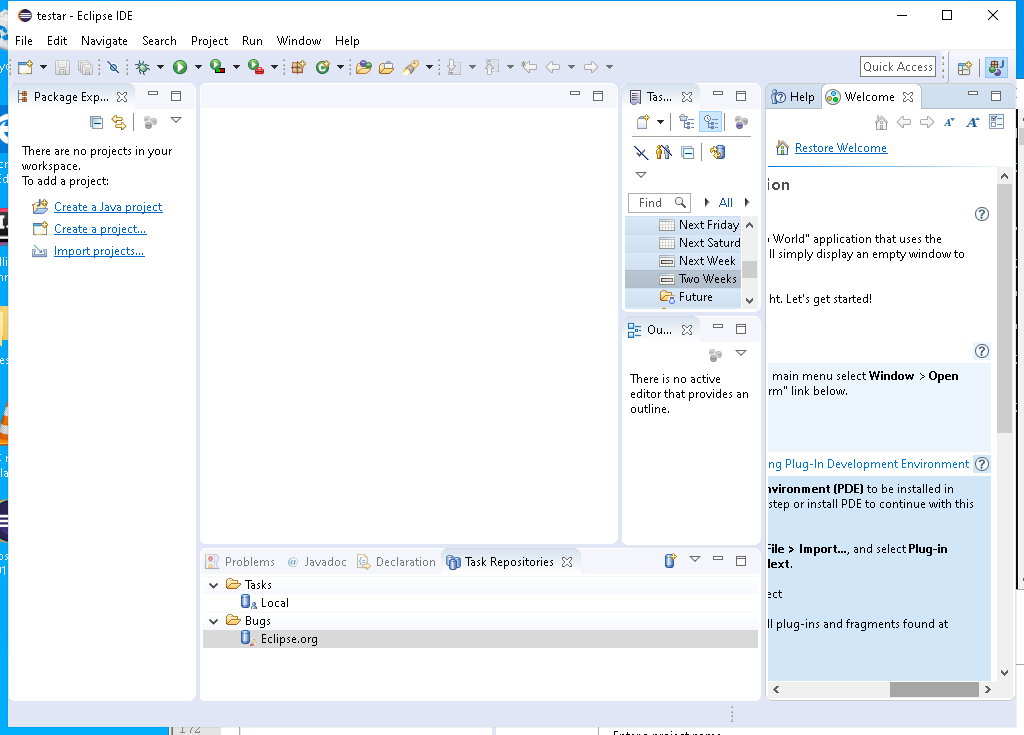 testar - Eclipse IDE
File Edit Navigate Search Project Run Window Help
Quick Access
Package Exp...
There are no projects in your
workspace.
To add a project:
Create a Java project
Create a project...
Import projects...
Tas...
Find
All
Next Friday
Next Saturd
Next Week
Two Weeks
Future
Ou...
There is no active
editor that provides an
outline.
Help
Welcome
Restore Welcome
ion
World" application that uses the
ll simply display an empty window to
ht. Let's get started!
main menu select Window > Open
rm" link below.
ng Plug-In Development Environment
nvironment (PDE) to be installed in
step or install PDE to continue with this
File > Import..., and select Plug-in
Next.
ect
ll plug-ins and fragments found at
Problems
@ Javadoc
Declaration
Task Repositories
Tasks
Local
Bugs
Eclipse.org
172
Enter a project name